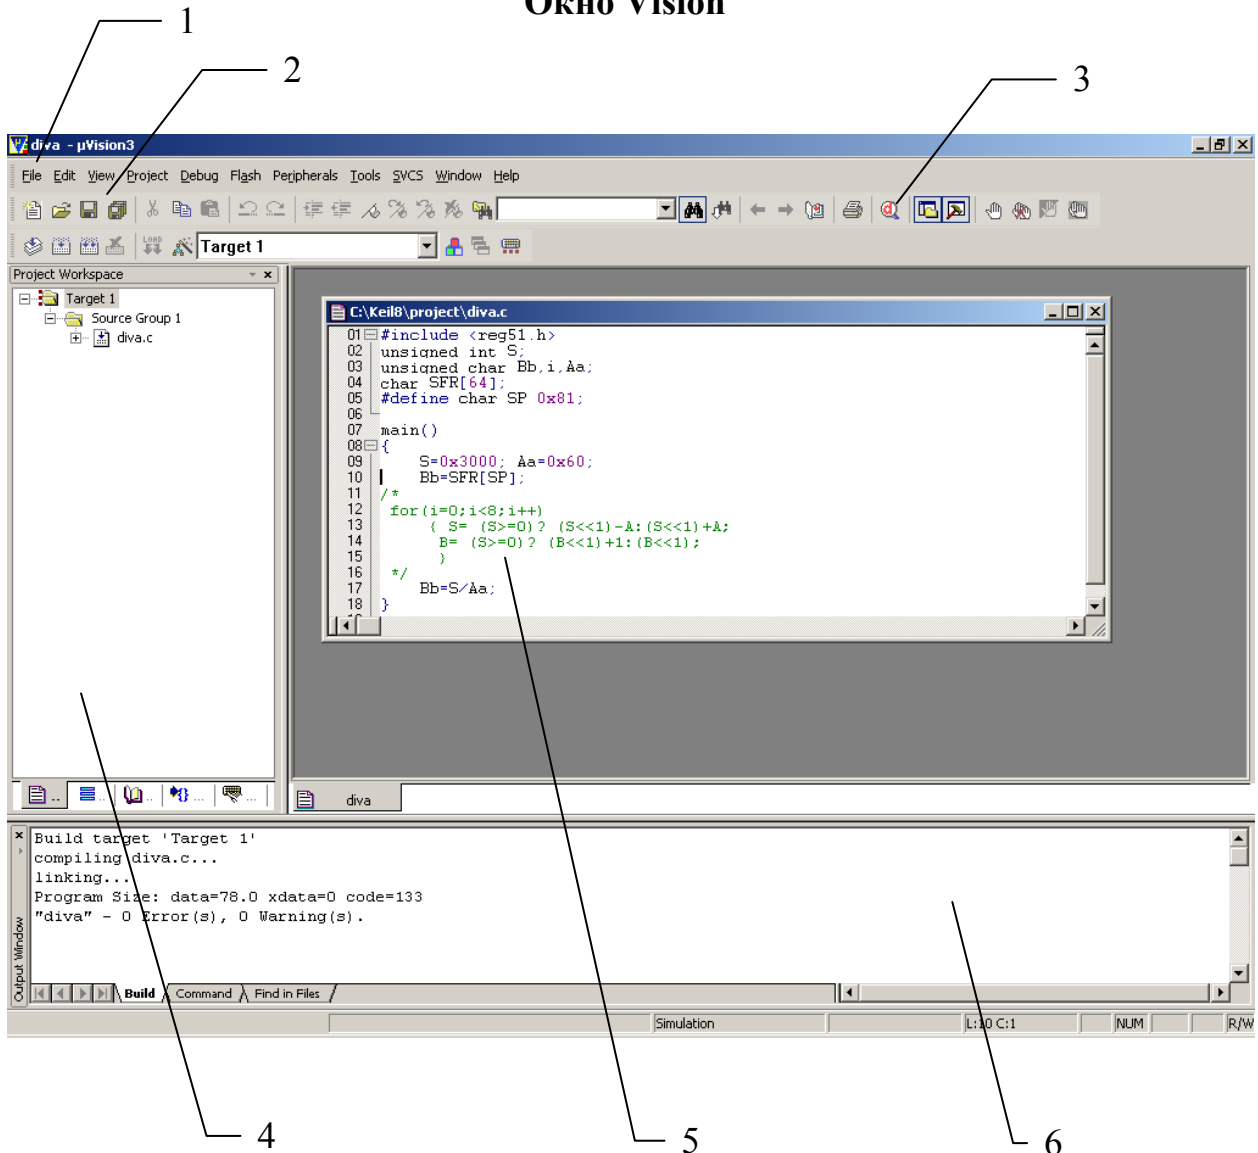 Окно Vision
1
2
3
diva - µVision3
File Edit View Project Debug Flash Peripherals Tools SVCS Window Help
LOAD
Target 1
Project Workspace
Target 1
Source Group 1
diva.c
C:\Keil8\project\diva.c
01 #include <reg51.h>
02 unsigned int S;
03 unsigned char Bb,i,Aa;
04 char SFR[64];
05 #define char SP 0x81;
06
07 main()
08 {
09 S=0x3000; Aa=0x60;
10 Bb=SFR[SP];
11 /*
12 for(i=0;i<8;i++)
13 { S= (S>=0)? (S<<1)-A:(S<<1)+A;
14 B= (S>=0)? (B<<1)+1:(B<<1);
15 }
16 */
17 Bb=S/Aa;
18 }
diva
Build target 'Target 1'
compiling diva.c...
linking...
Program Size: data=78.0 xdata=0 code=133
"diva" - 0 Error(s), 0 Warning(s).
Output Window
Build Command Find in Files
Simulation L:10 C:1 NUM R/W
4
5
6